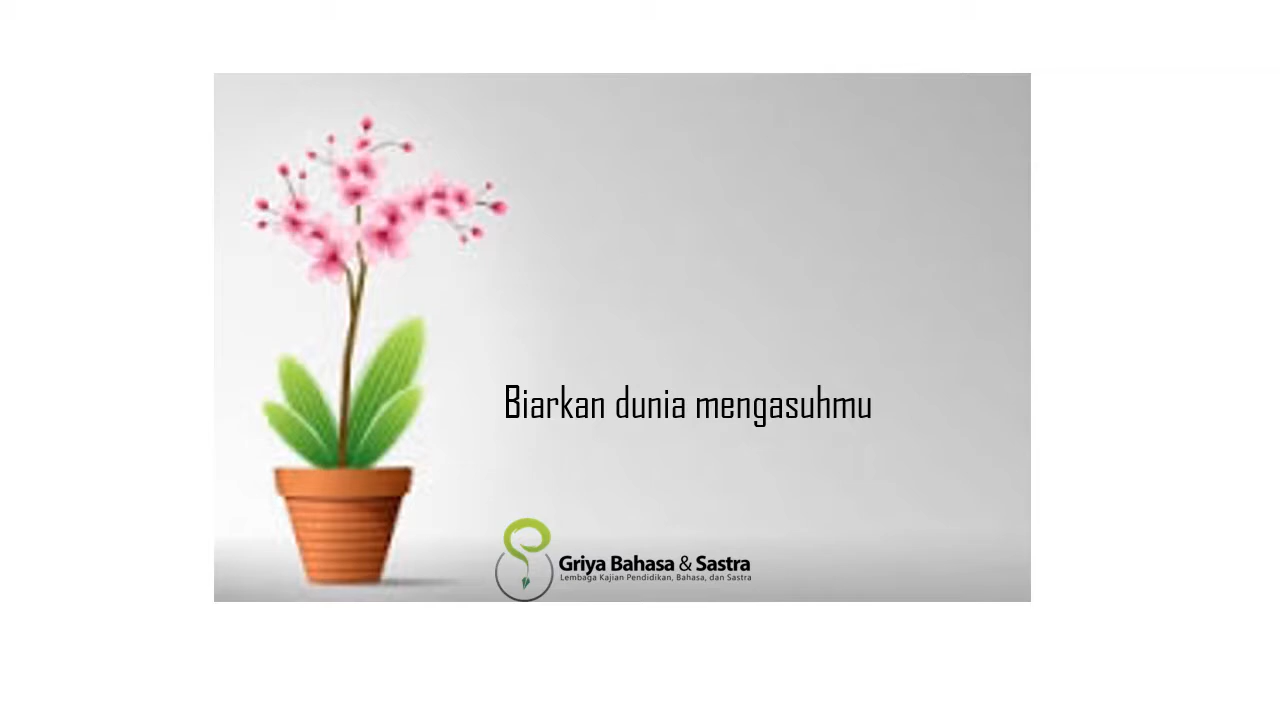 Biarkan dunia mengasuhmu
Griya Bahasa & Sastra
Lembaga Kajian Pendidikan, Bahasa, dan Sastra